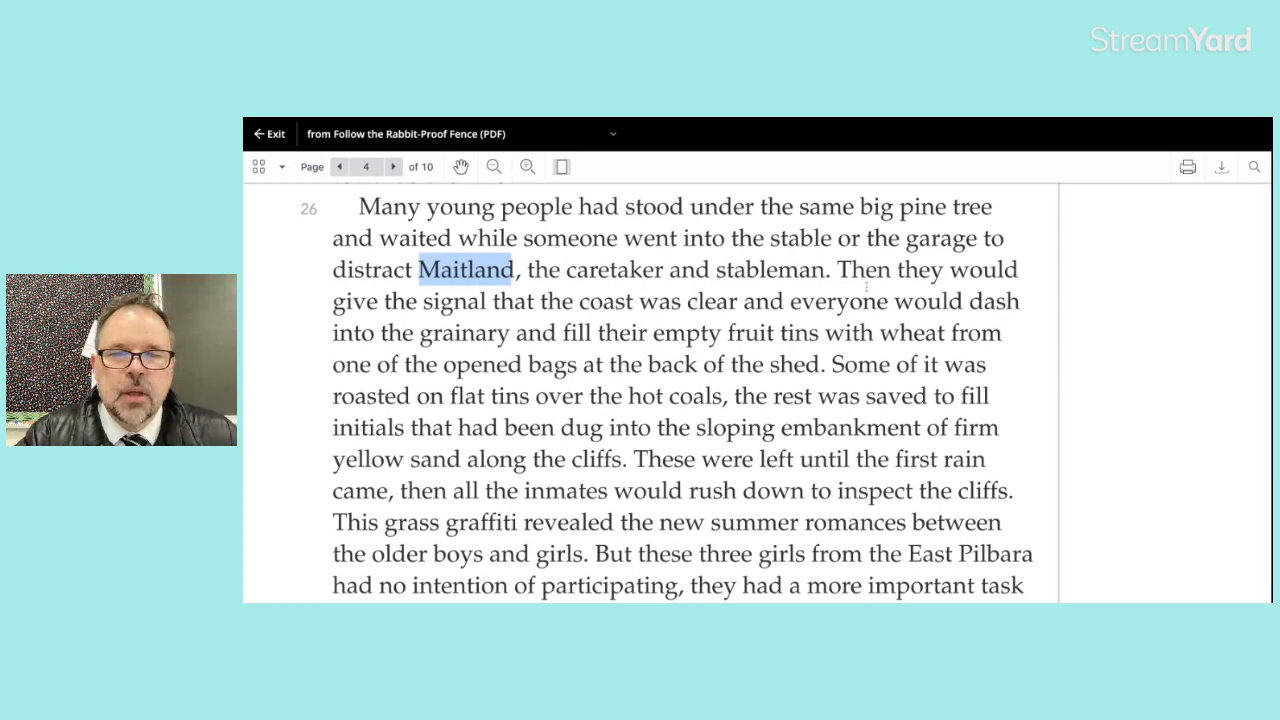 StreamYard
Exit
from Follow the Rabbit-Proof Fence (PDF)
Page 4 of 10
26
Many young people had stood under the same big pine tree
and waited while someone went into the stable or the garage to
distract Maitland, the caretaker and stableman. Then they would
give the signal that the coast was clear and everyone would dash
into the grainary and fill their empty fruit tins with wheat from
one of the opened bags at the back of the shed. Some of it was
roasted on flat tins over the hot coals, the rest was saved to fill
initials that had been dug into the sloping embankment of firm
yellow sand along the cliffs. These were left until the first rain
came, then all the inmates would rush down to inspect the cliffs.
This grass graffiti revealed the new summer romances between
the older boys and girls. But these three girls from the East Pilbara
had no intention of participating, they had a more important task